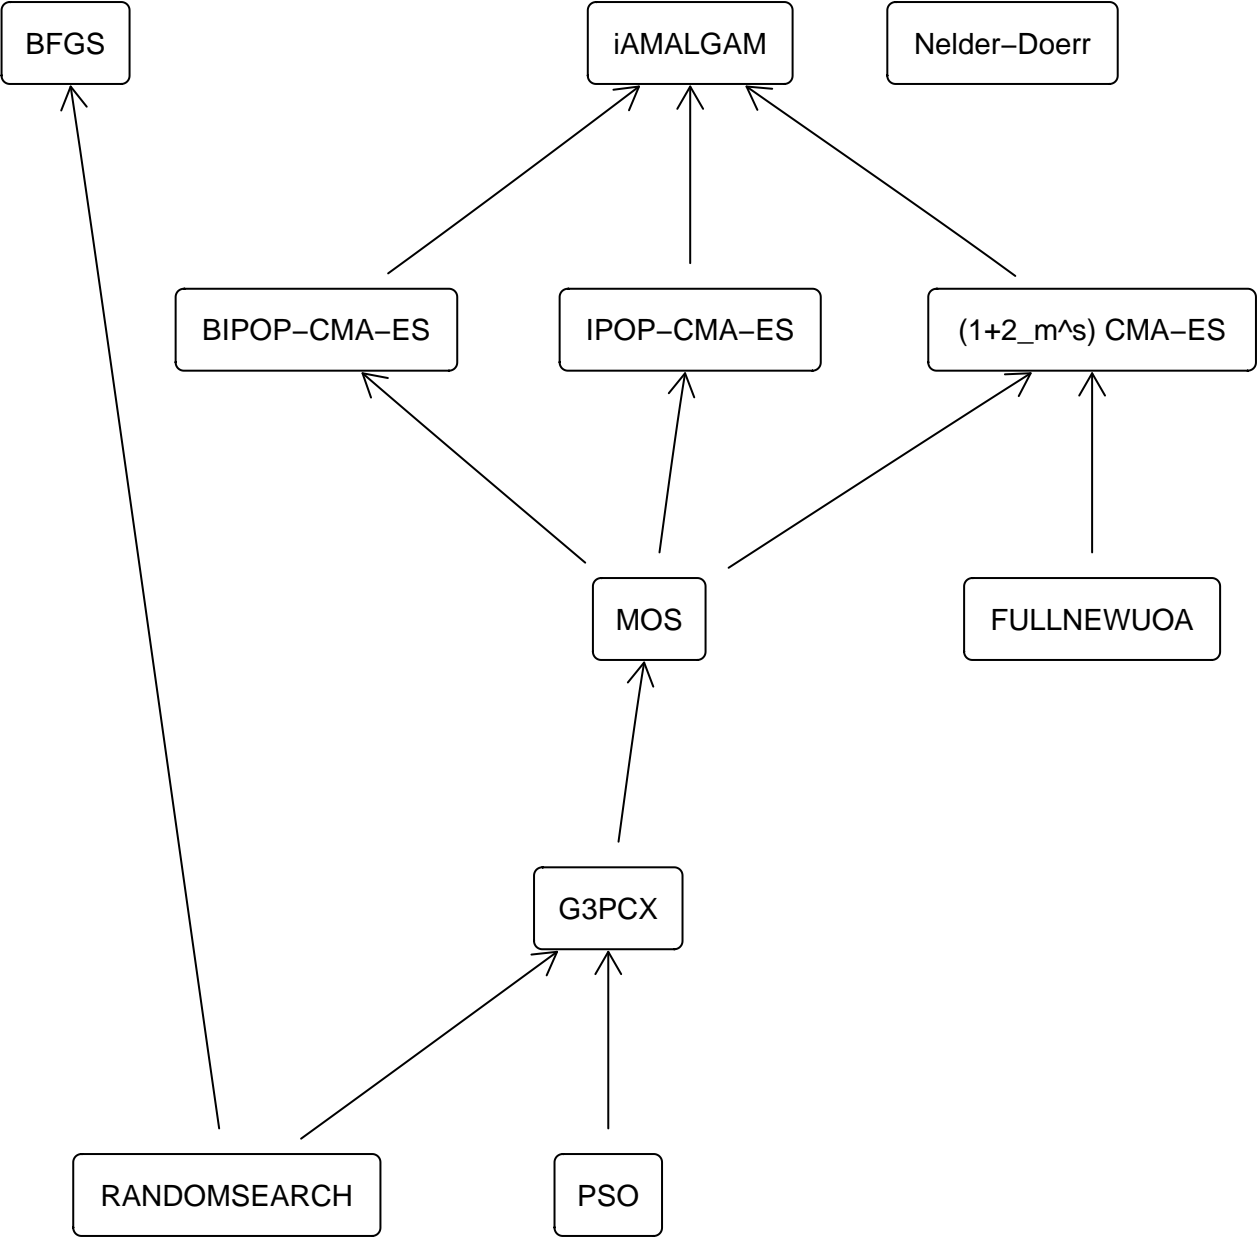 BFGS
iAMALGAM
Nelder−Doerr
BIPOP−CMA−ES
IPOP−CMA−ES
(1+2_m^s) CMA−ES
MOS
FULLNEWUOA
G3PCX
RANDOMSEARCH
PSO